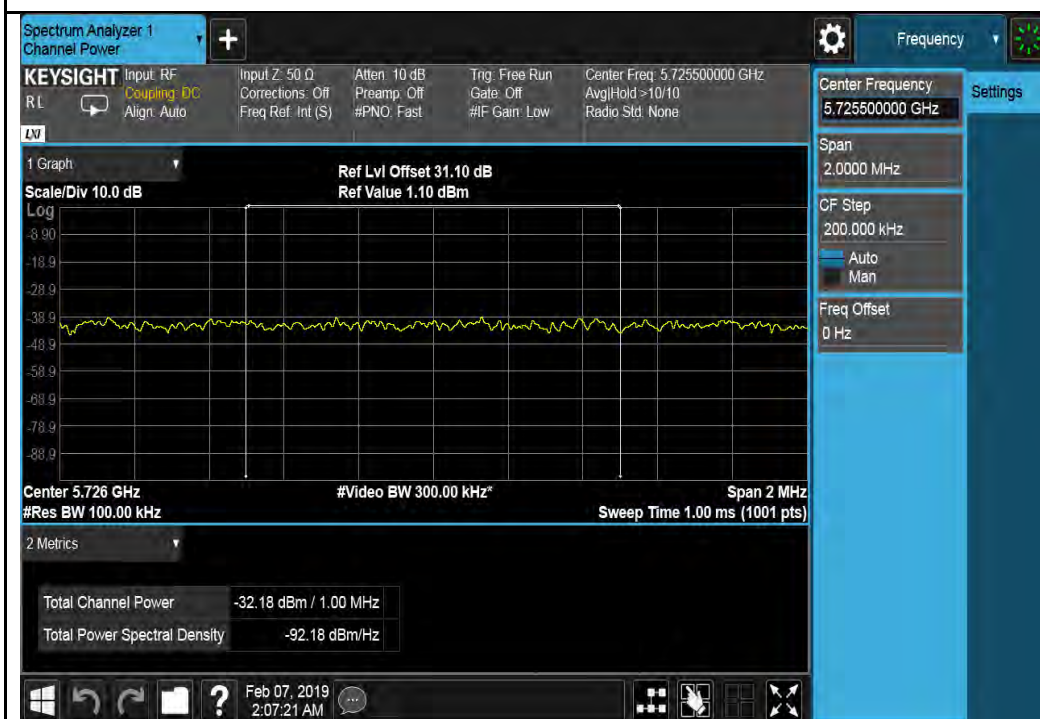 Spectrum Analyzer 1
Channel Power
+
Frequency
KEYSIGHT
RL
LXI
Input: RF
Coupling: DC
Align: Auto
Input Z: 50 Ω
Corrections: Off
Freq Ref: Int (S)
Atten: 10 dB
Preamp: Off
#PNO: Fast
Trig: Free Run
Gate: Off
#IF Gain: Low
Center Freq: 5.725500000 GHz
Avg|Hold >10/10
Radio Std: None
Center Frequency
5.725500000 GHz
Settings
Span
2.0000 MHz
CF Step
200.000 kHz
Auto
Man
Freq Offset
0 Hz
1 Graph
Scale/Div 10.0 dB
Ref Lvl Offset 31.10 dB
Ref Value 1.10 dBm
Log
-8.90
-18.9
-28.9
-38.9
-48.9
-58.9
-68.9
-78.9
-88.9
Center 5.726 GHz
#Video BW 300.00 kHz*
Span 2 MHz
#Res BW 100.00 kHz
Sweep Time 1.00 ms (1001 pts)
2 Metrics
Total Channel Power -32.18 dBm / 1.00 MHz
Total Power Spectral Density -92.18 dBm/Hz
?
Feb 07, 2019
2:07:21 AM